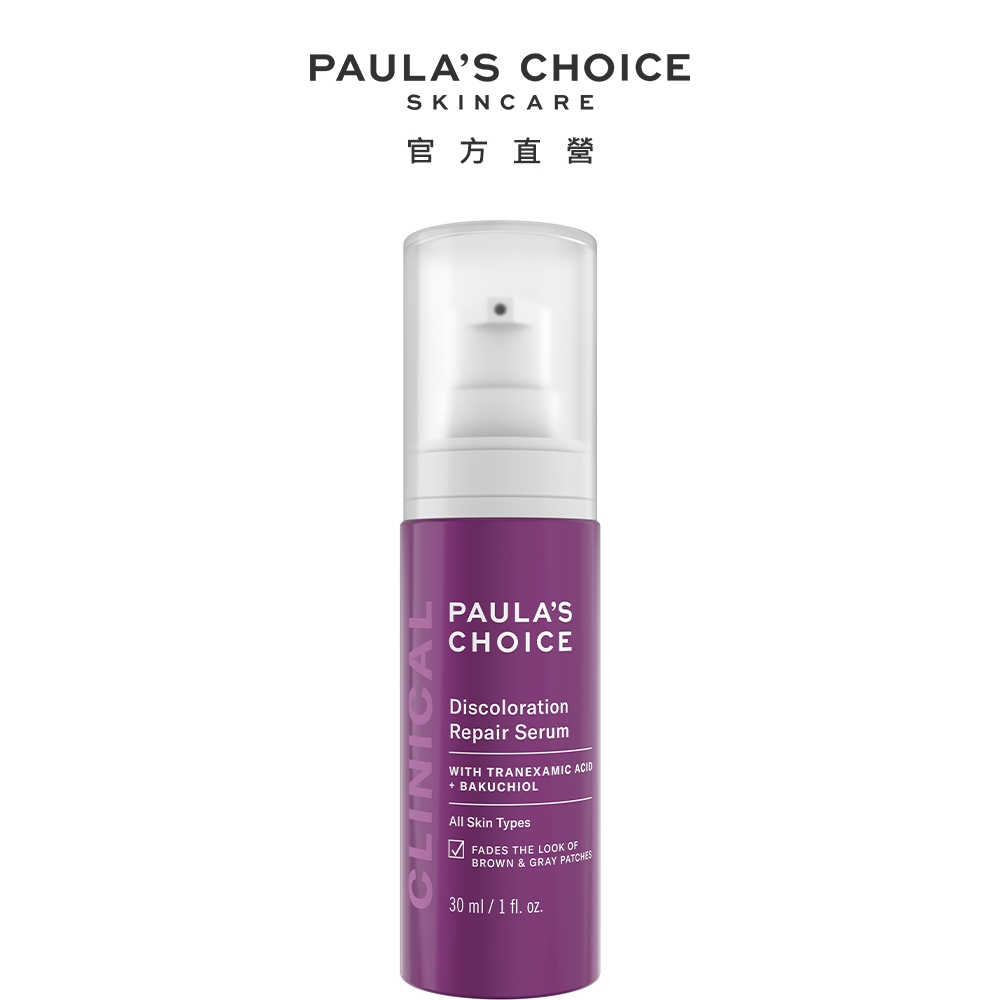 PAULA'S CHOICE
SKINCARE
官方直營
CLINICAL
PAULA'S
CHOICE
Discoloration
Repair Serum
WITH TRANEXAMIC ACID
+ BAKUCHIOL
All Skin Types
FADES THE LOOK OF
BROWN & GRAY PATCHES
30 ml / 1 fl. oz.